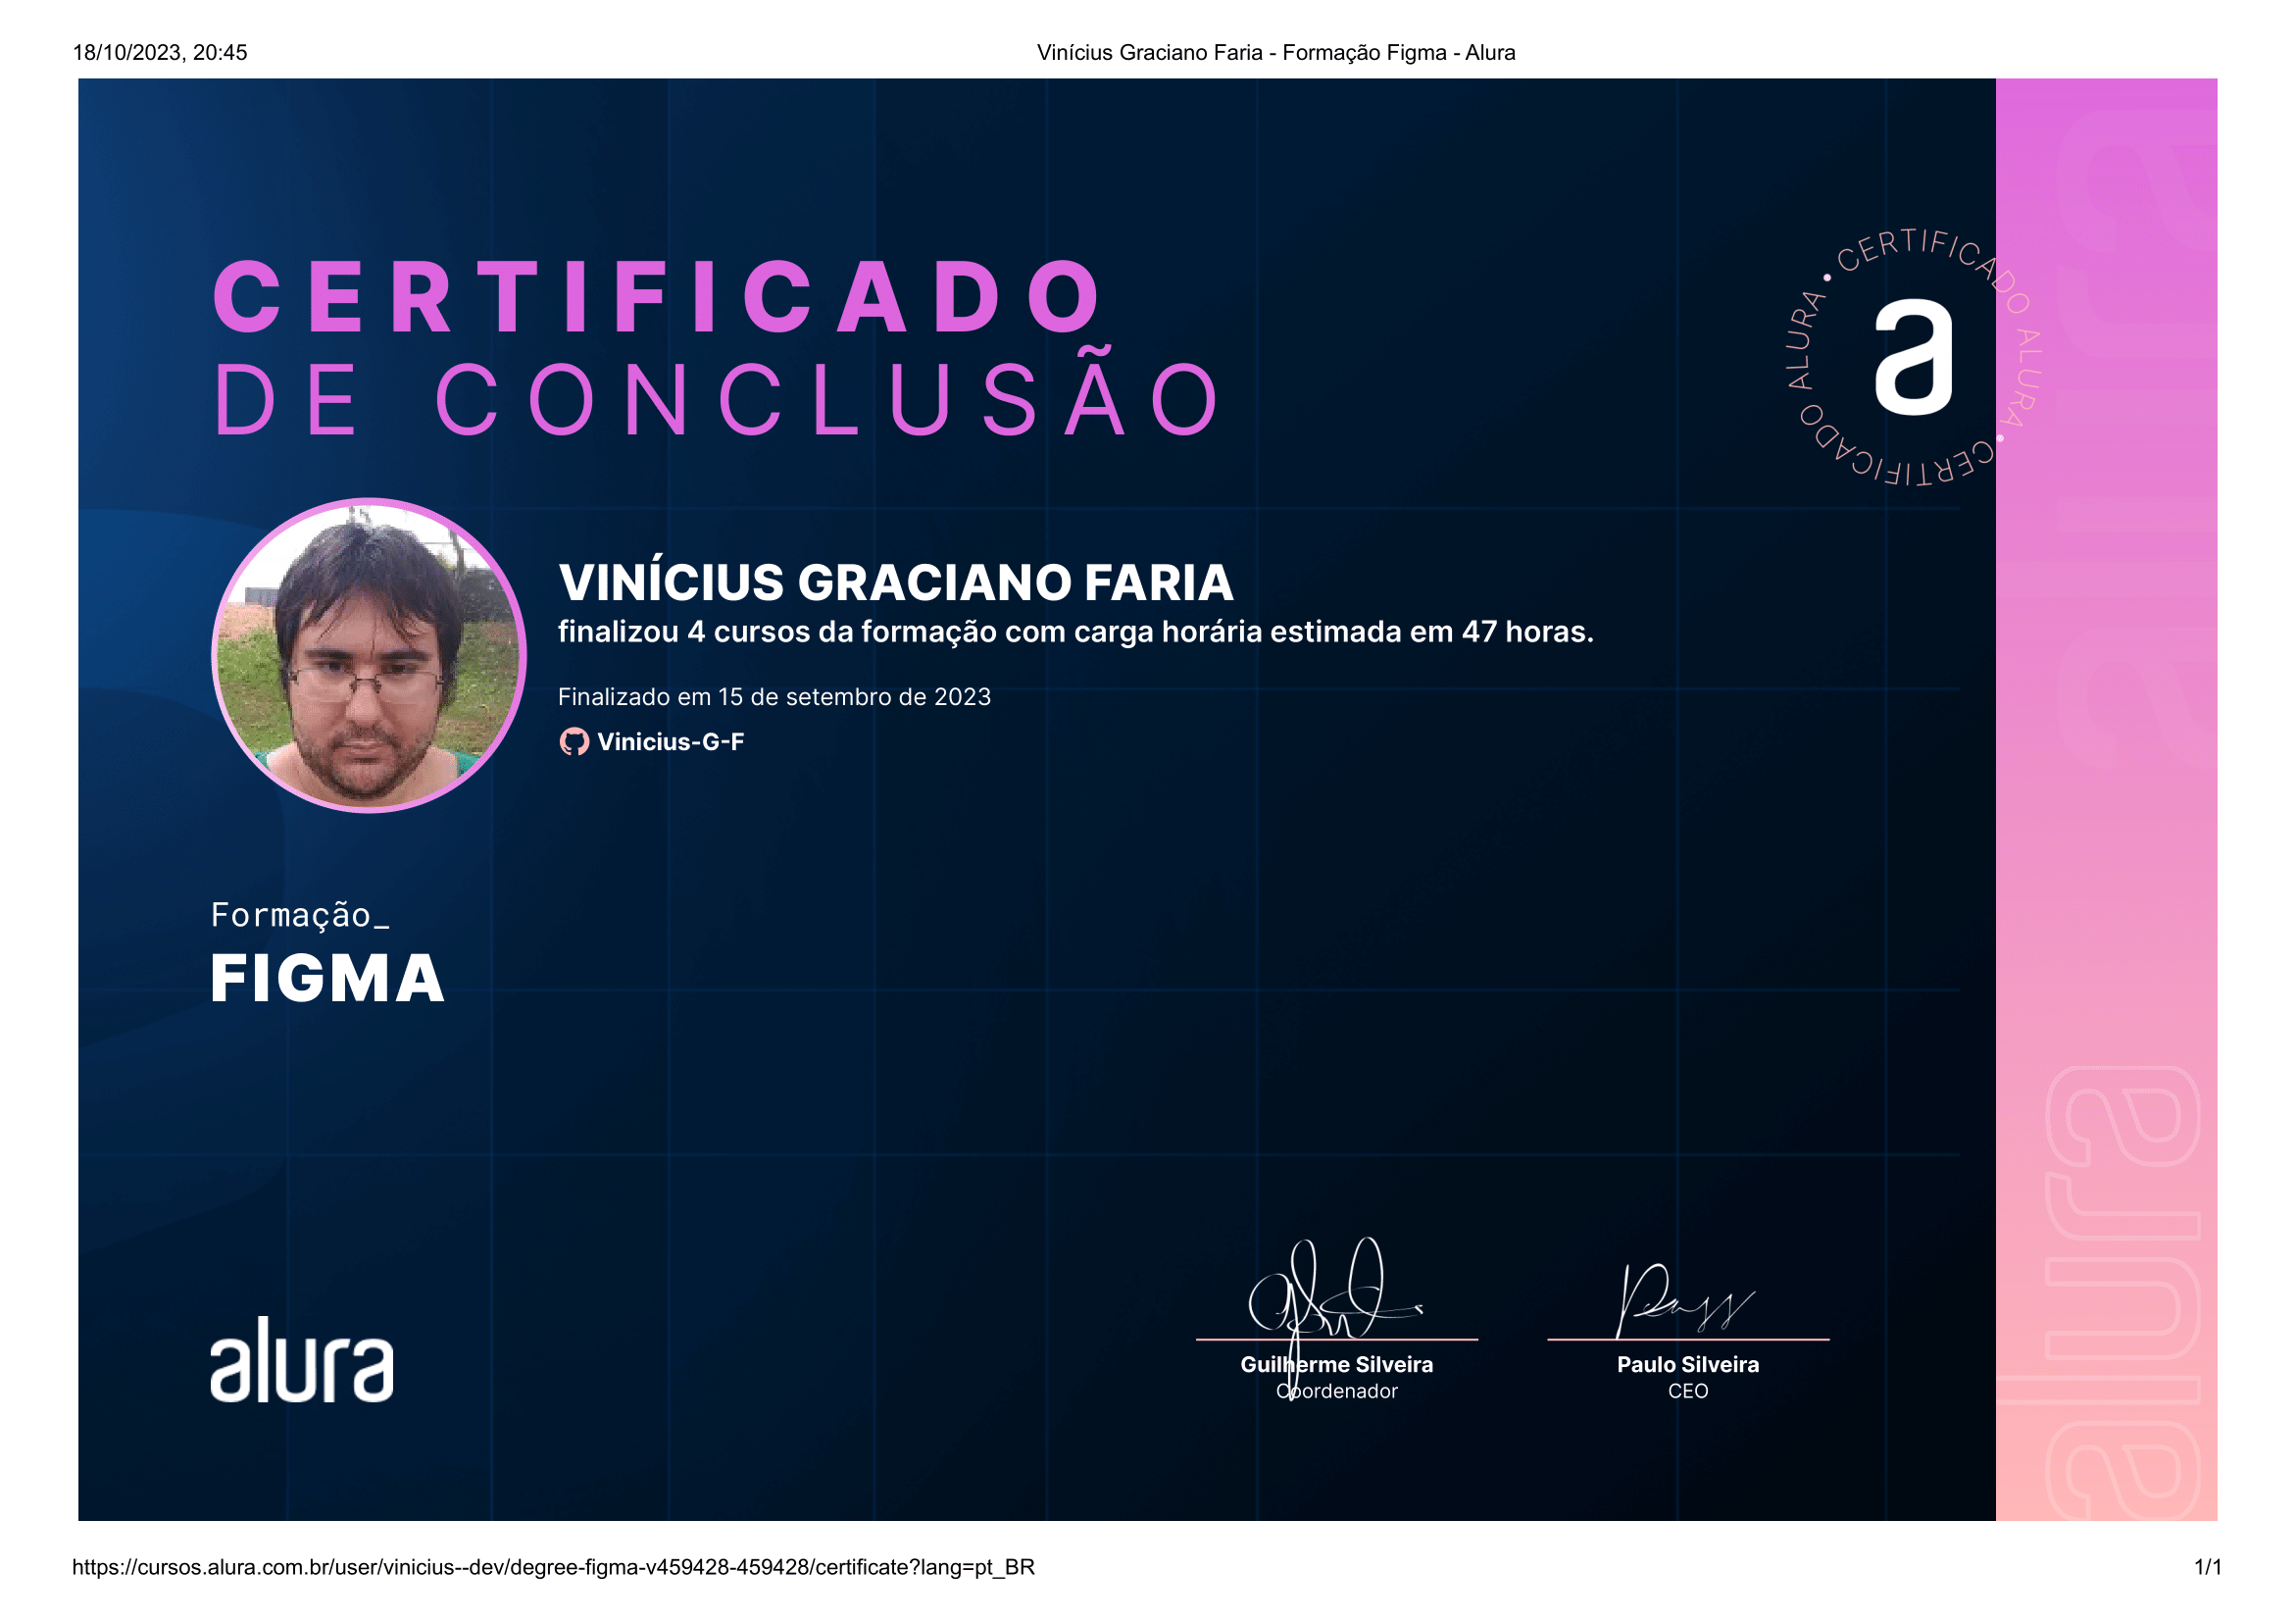 18/10/2023, 20:45
Vinícius Graciano Faria - Formação Figma - Alura
CERTIFICADO
DE CONCLUSÃO
CERTIFICADO ALURA • CERTIFICADO ALURA •
a
VINÍCIUS GRACIANO FARIA
finalizou 4 cursos da formação com carga horária estimada em 47 horas.
Finalizado em 15 de setembro de 2023
Vinicius-G-F
Formação_
FIGMA
alura
Guilherme Silveira
Coordenador
Paulo Silveira
CEO
alura
alura
https://cursos.alura.com.br/user/vinicius--dev/degree-figma-v459428-459428/certificate?lang=pt_BR
1/1